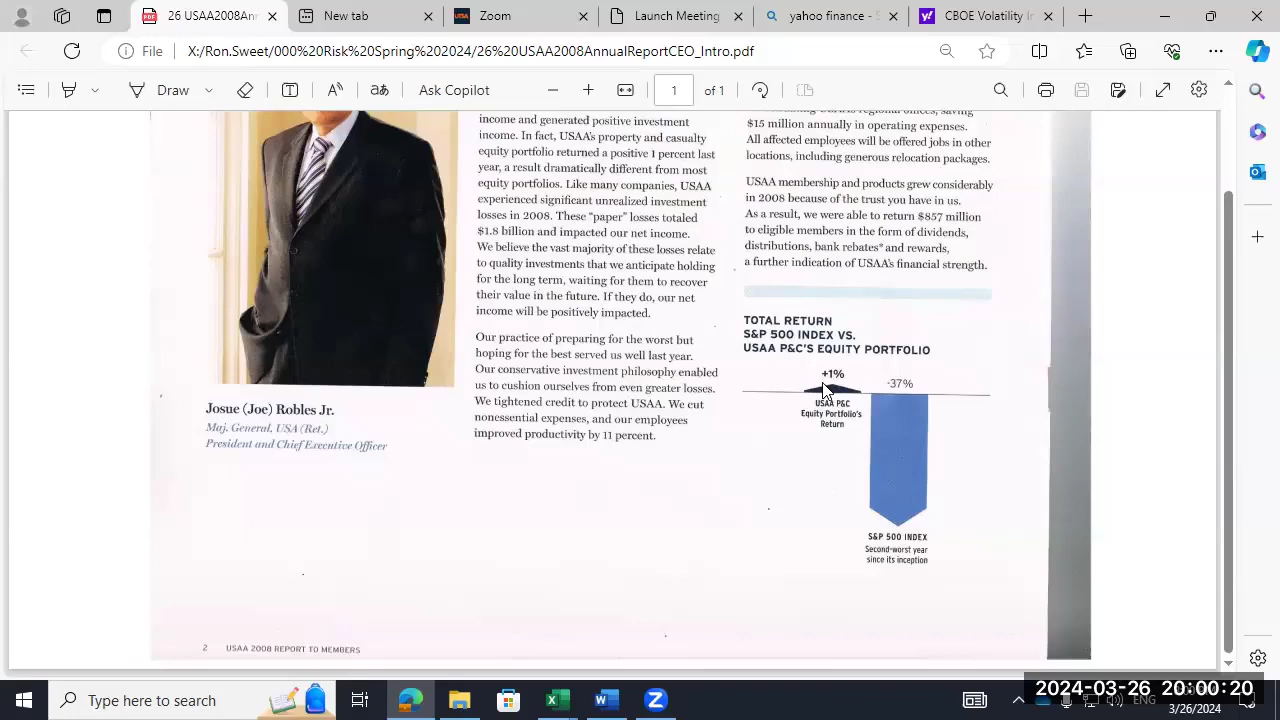 26 USAAnn
New tab
USA
Zoom
Launch Meeting
yahoo finance -
CBOE Volatility In
File
X:/Ron.Sweet/000%20Risk%20Spring%202024/26%20USAA2008AnnualReportCEO_Intro.pdf
Draw
Ask Copilot
1
of 1
income and generated positive investment
income. In fact, USAA's property and casualty
equity portfolio returned a positive 1 percent last
year, a result dramatically different from most
equity portfolios. Like many companies, USAA
experienced significant unrealized investment
losses in 2008. These “paper” losses totaled
$1.8 billion and impacted our net income.
We believe the vast majority of these losses relate
to quality investments that we anticipate holding
for the long term, waiting for them to recover
their value in the future. If they do, our net
income will be positively impacted.
Our practice of preparing for the worst but
hoping for the best served us well last year.
Our conservative investment philosophy enabled
us to cushion ourselves from even greater losses.
We tightened credit to protect USAA. We cut
nonessential expenses, and our employees
improved productivity by 11 percent.
regional offices, saving
$15 million annually in operating expenses.
All affected employees will be offered jobs in other
locations, including generous relocation packages.
USAA membership and products grew considerably
in 2008 because of the trust you have in us.
As a result, we were able to return $857 million
to eligible members in the form of dividends,
distributions, bank rebates* and rewards,
a further indication of USAA's financial strength.
TOTAL RETURN
S&P 500 INDEX VS.
USAA P&C'S EQUITY PORTFOLIO
+1%
-37%
USAA P&C
Equity Portfolio's
Return
S&P 500 INDEX
Second-worst year
since its inception
Josue (Joe) Robles Jr.
Maj. General, USA (Ret.)
President and Chief Executive Officer
2 USAA 2008 REPORT TO MEMBERS
Type here to search
ENG
2024-03-26 20:00:20
3/26/2024